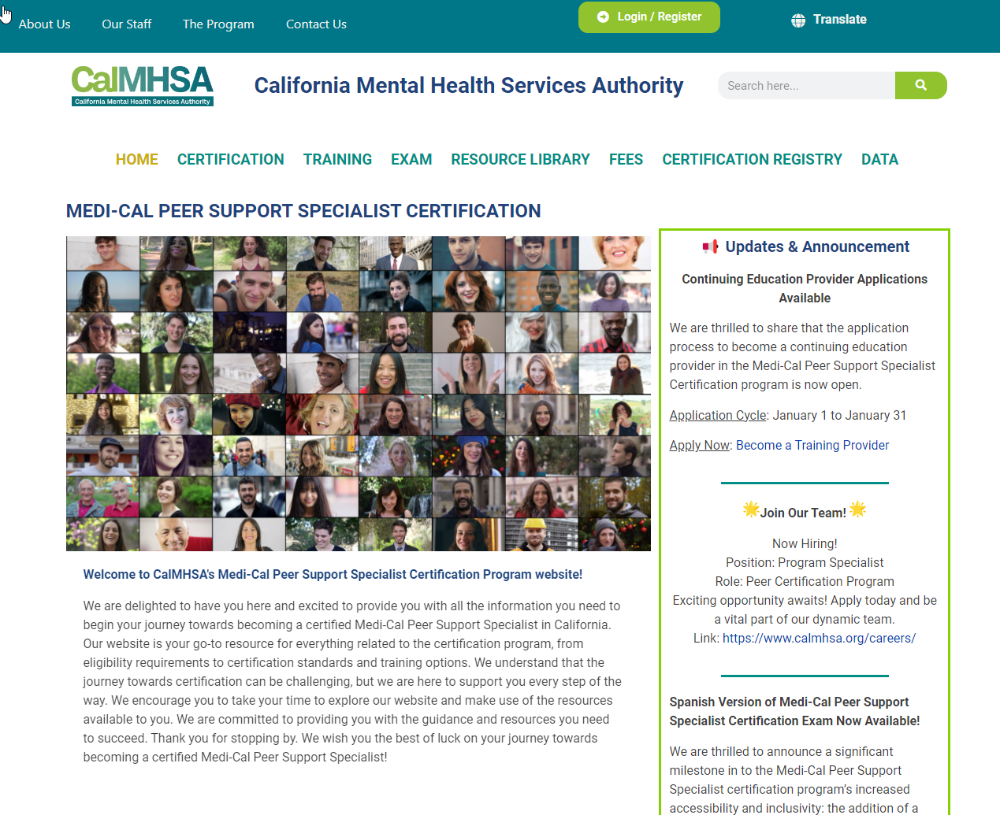 About Us Our Staff The Program Contact Us Login / Register Translate
CalMHSA
California Mental Health Services Authority
California Mental Health Services Authority
Search here...
HOME CERTIFICATION TRAINING EXAM RESOURCE LIBRARY FEES CERTIFICATION REGISTRY DATA
MEDI-CAL PEER SUPPORT SPECIALIST CERTIFICATION
Welcome to CalMHSA's Medi-Cal Peer Support Specialist Certification Program website!
We are delighted to have you here and excited to provide you with all the information you need to
begin your journey towards becoming a certified Medi-Cal Peer Support Specialist in California.
Our website is your go-to resource for everything related to the certification program, from
eligibility requirements to certification standards and training options. We understand that the
journey towards certification can be challenging, but we are here to support you every step of the
way. We encourage you to take your time to explore our website and make use of the resources
available to you. We are committed to providing you with the guidance and resources you need
to succeed. Thank you for stopping by. We wish you the best of luck on your journey towards
becoming a certified Medi-Cal Peer Support Specialist!
Updates & Announcement
Continuing Education Provider Applications
Available
We are thrilled to share that the application
process to become a continuing education
provider in the Medi-Cal Peer Support Specialist
Certification program is now open.
Application Cycle: January 1 to January 31
Apply Now: Become a Training Provider
Join Our Team!
Now Hiring!
Position: Program Specialist
Role: Peer Certification Program
Exciting opportunity awaits! Apply today and be
a vital part of our dynamic team.
Link: https://www.calmhsa.org/careers/
Spanish Version of Medi-Cal Peer Support
Specialist Certification Exam Now Available!
We are thrilled to announce a significant
milestone in to the Medi-Cal Peer Support
Specialist certification program's increased
accessibility and inclusivity: the addition of a